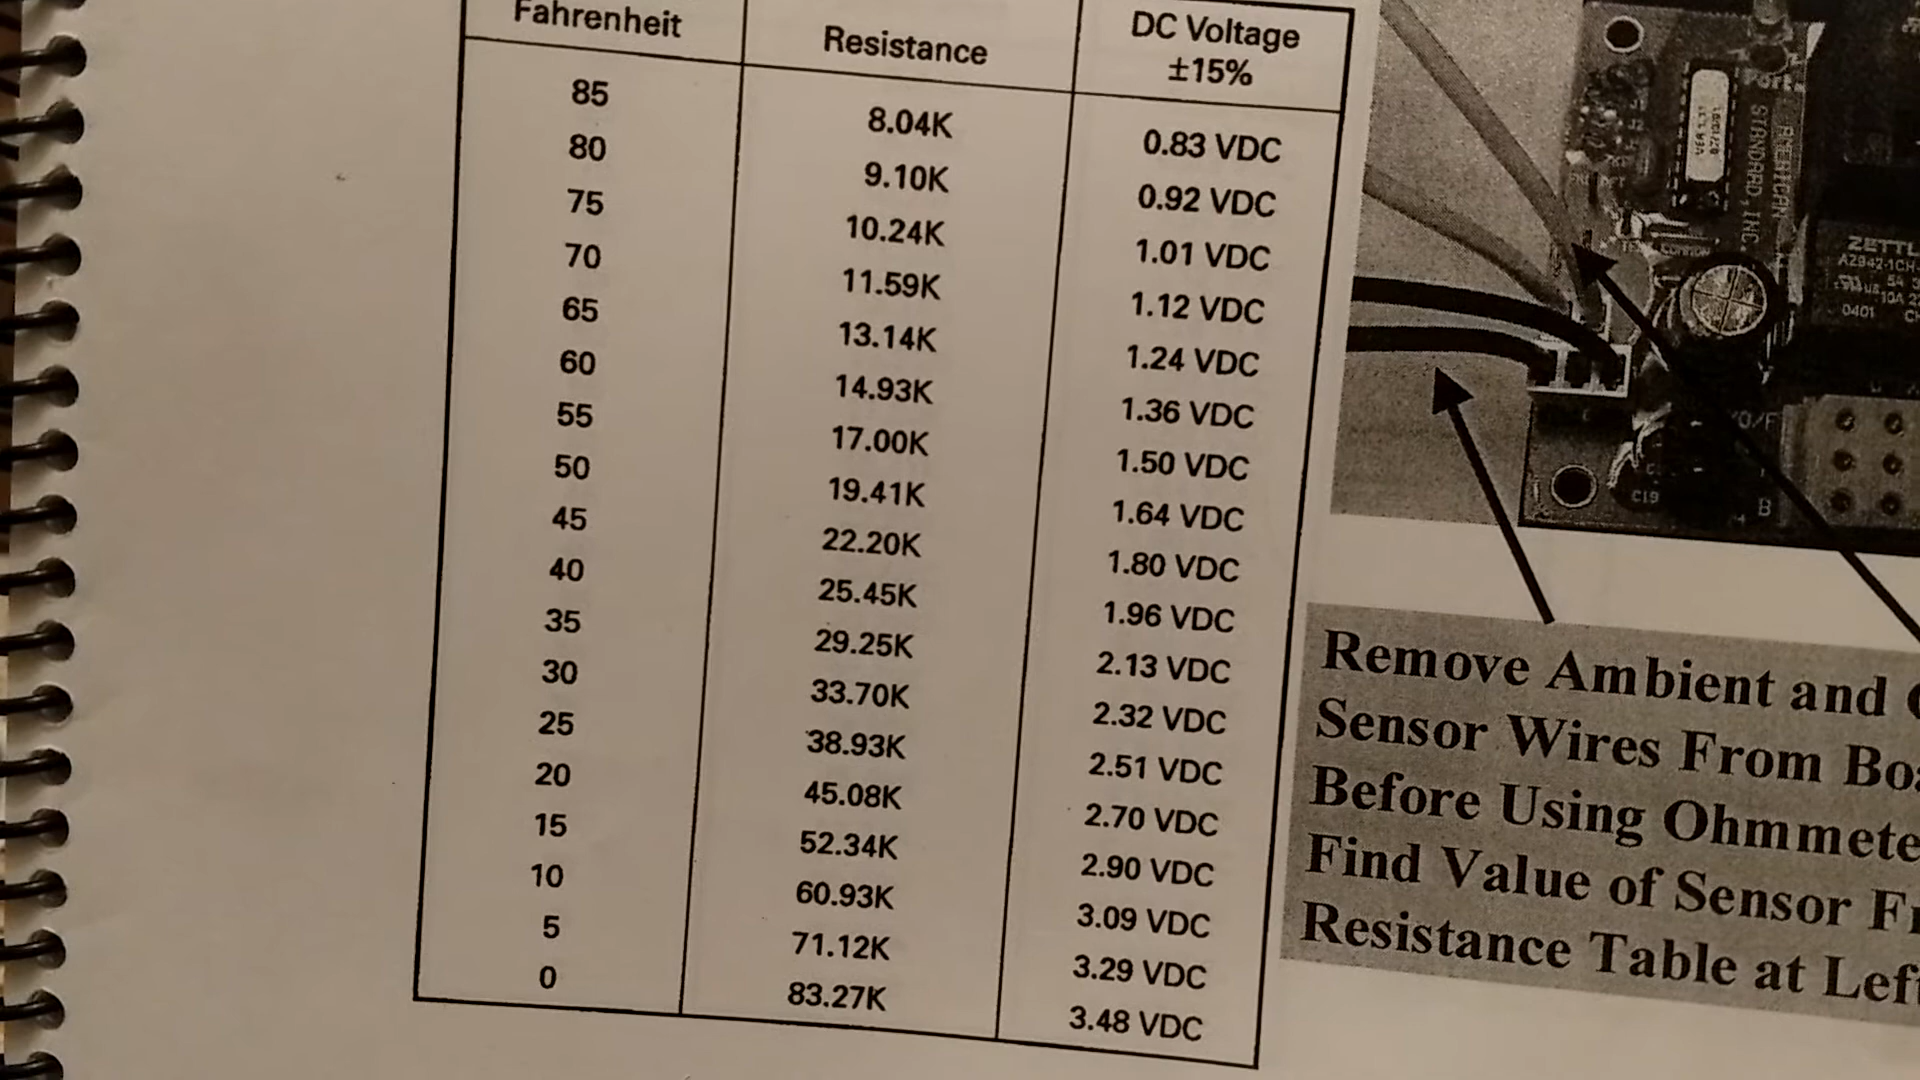 Fahrenheit Resistance DC Voltage
±15%
85 8.04K 0.83 VDC
80 9.10K 0.92 VDC
75 10.24K 1.01 VDC
70 11.59K 1.12 VDC
65 13.14K 1.24 VDC
60 14.93K 1.36 VDC
55 17.00K 1.50 VDC
50 19.41K 1.64 VDC
45 22.20K 1.80 VDC
40 25.45K 1.96 VDC
35 29.25K 2.13 VDC
30 33.70K 2.32 VDC
25 38.93K 2.51 VDC
20 45.08K 2.70 VDC
15 52.34K 2.90 VDC
10 60.93K 3.09 VDC
5 71.12K 3.29 VDC
0 83.27K 3.48 VDC
STANDARD, INC.
ZETTL
0401
C19
B
Remove Ambient and
Sensor Wires From Bo
Before Using Ohmmete
Find Value of Sensor F
Resistance Table at Left